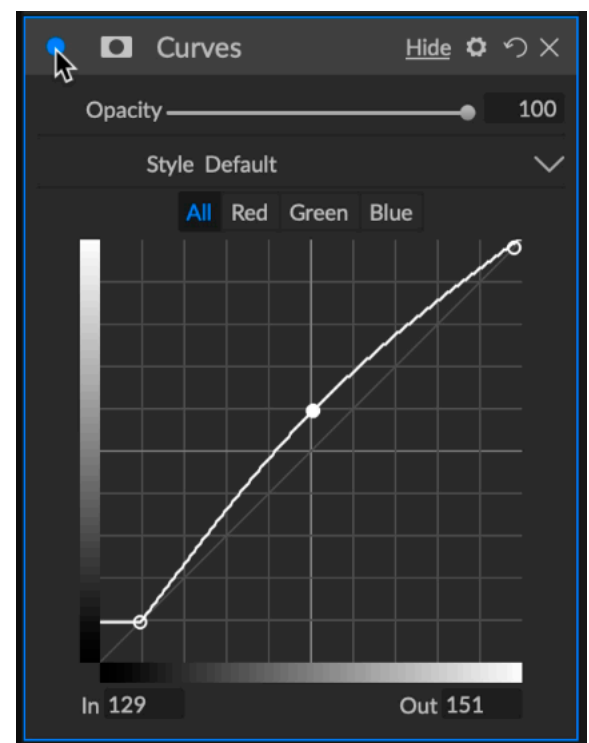 Curves Hide
Opacity 100
Style Default
All Red Green Blue
In 129 Out 151